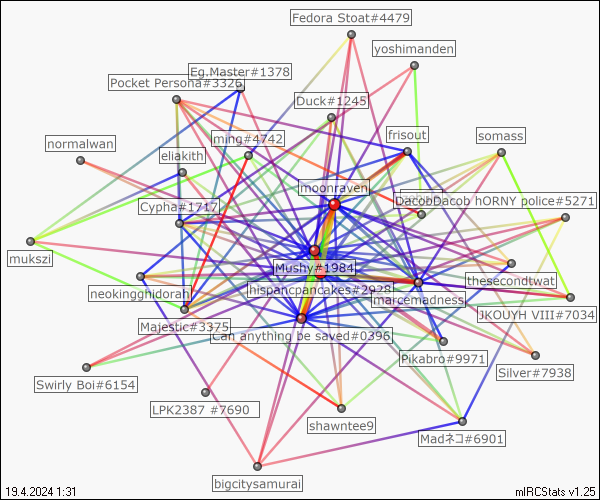 Fedora Stoat#4479
yoshimanden
Eg.Master#1378
Pocket Persona#3326
Duck#1245
frisout
somass
ming#4742
normalwan
eliakith
moonraven
DacobDacob hORNY police#5271
Cypha#1717
mukszi
Mushy#1984
thesecondtwat
hispancpancakes#2928
neokingghidorah
marcemadness
JKOUYH VIII#7034
Majestic#3375
Can anything be saved#0396
Pikabro#9971
Silver#7938
Swirly Boi#6154
LPK2387 #7690
shawntee9
Madネコ#6901
bigcitysamurai
19.4.2024 1:31
mIRCStats v1.25